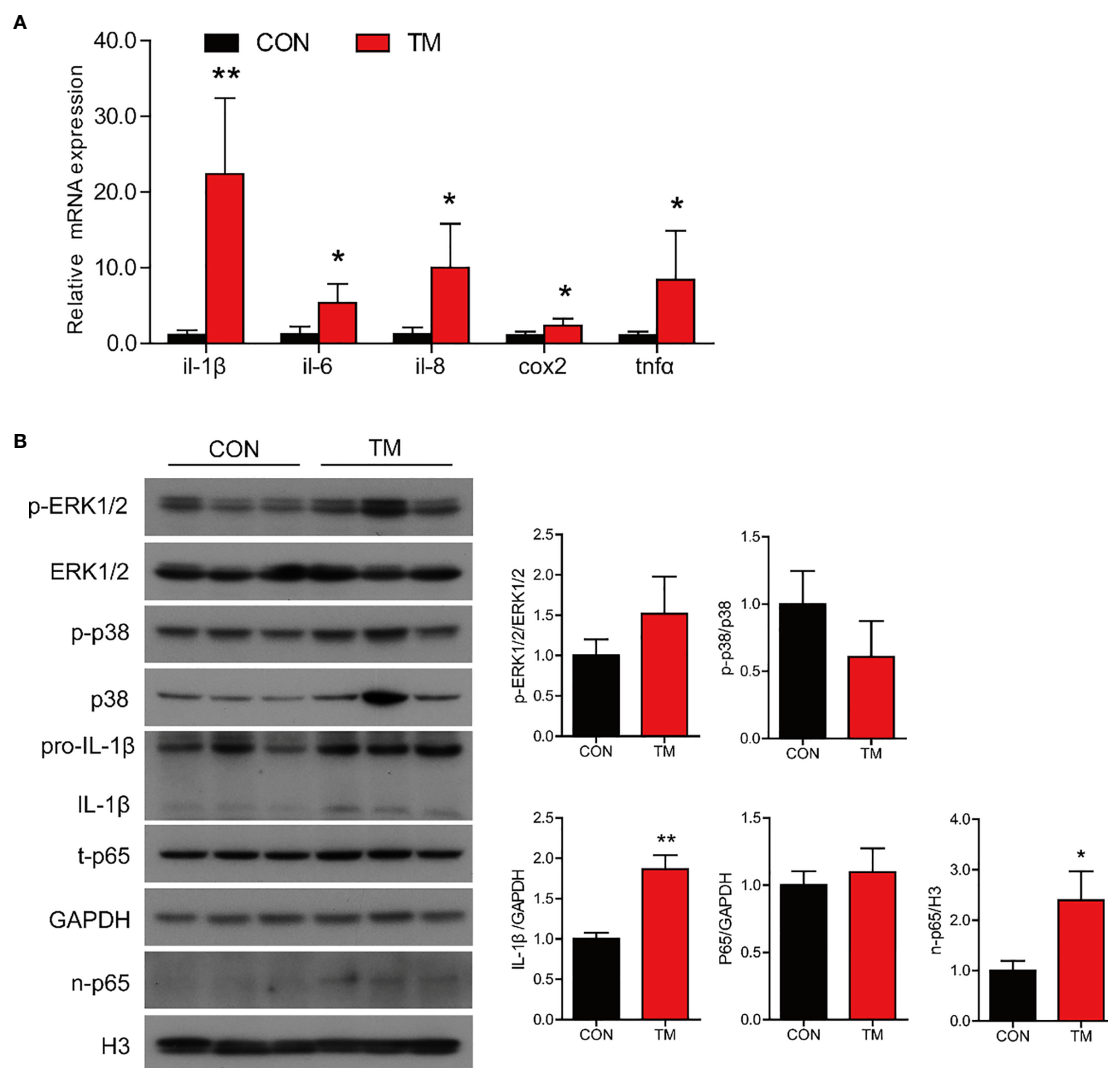 A
CON TM
Relative mRNA expression
40.0
30.0
20.0
10.0
0.0
**
*
*
*
*
il-1β il-6 il-8 cox2 tnfα
B
CON TM
p-ERK1/2
ERK1/2
p-p38
p38
pro-IL-1β
IL-1β
t-p65
GAPDH
n-p65
H3
p-ERK1/2/ERK1/2
2.5
2.0
1.5
1.0
0.5
0.0
CON TM
p-p38/p38
1.5
1.0
0.5
0.0
CON TM
IL-1β /GAPDH
2.5
2.0
1.5
1.0
0.5
0.0
**
CON TM
P65/GAPDH
1.5
1.0
0.5
0.0
CON TM
n-p65/H3
4.0
3.0
2.0
1.0
0.0
*
CON TM